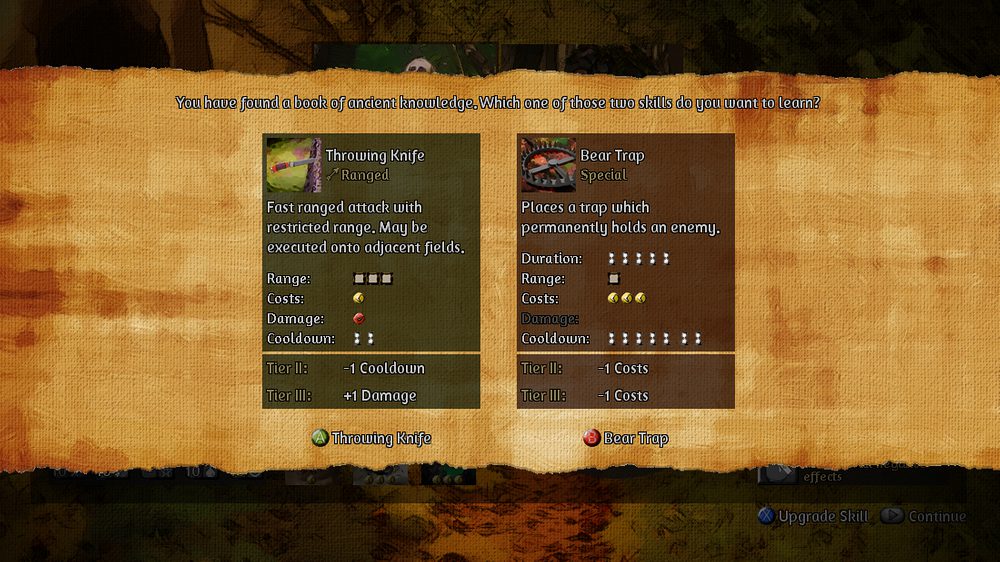 You have found a book of ancient knowledge. Which one of those two skills do you want to learn?
Throwing Knife
Ranged
Fast ranged attack with
restricted range. May be
executed onto adjacent fields.
Range:
Costs:
Damage:
Cooldown:
Tier II: -1 Cooldown
Tier III: +1 Damage
Bear Trap
Special
Places a trap which
permanently holds an enemy.
Duration:
Range:
Costs:
Damage:
Cooldown:
Tier II: -1 Costs
Tier III: -1 Costs
A Throwing Knife
B Bear Trap
effects
X Upgrade Skill Continue